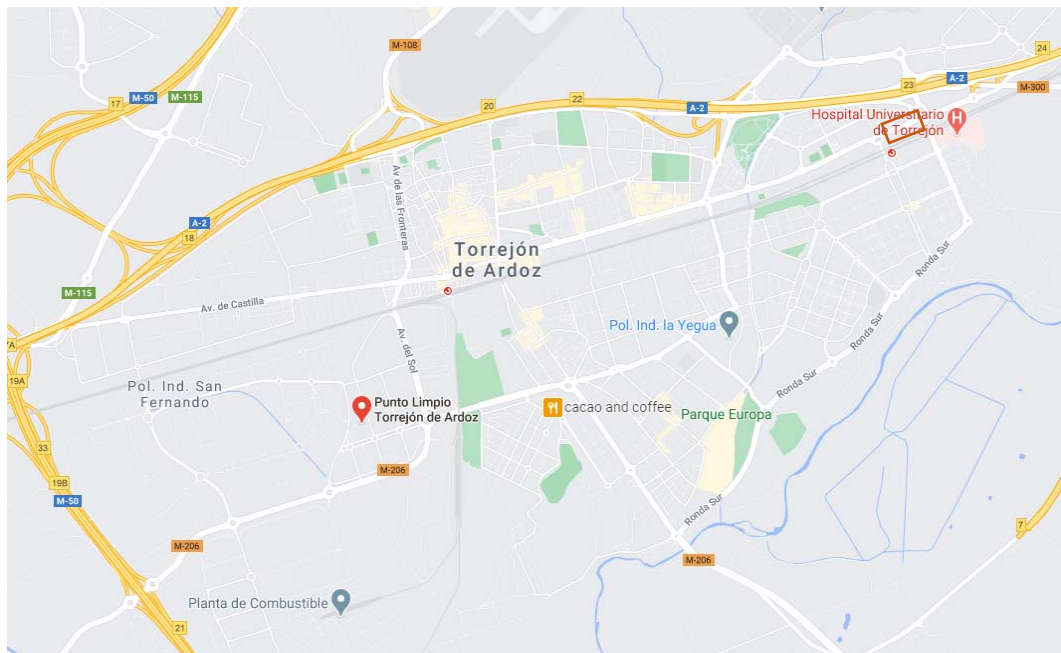 M-108
24
23
A-2
M-50
17
M-115
22
20
A-2
M-300
Hospital Universitario
de Torrejón
H
Av de las Fronteras
A-2
18
Torrejón
de Ardoz
Ronda Sur
M-115
Av. de Castilla
Pol. Ind. la Yegua
Ronda Sur
Av. del Sol
19A
Pol. Ind. San
Fernando
Ronda Sur
Punto Limpio
Torrejón de Ardoz
cacao and coffee
Parque Europa
33
M-206
19B
M-50
Ronda Sur
7
M-206
M-206
Planta de Combustible
21